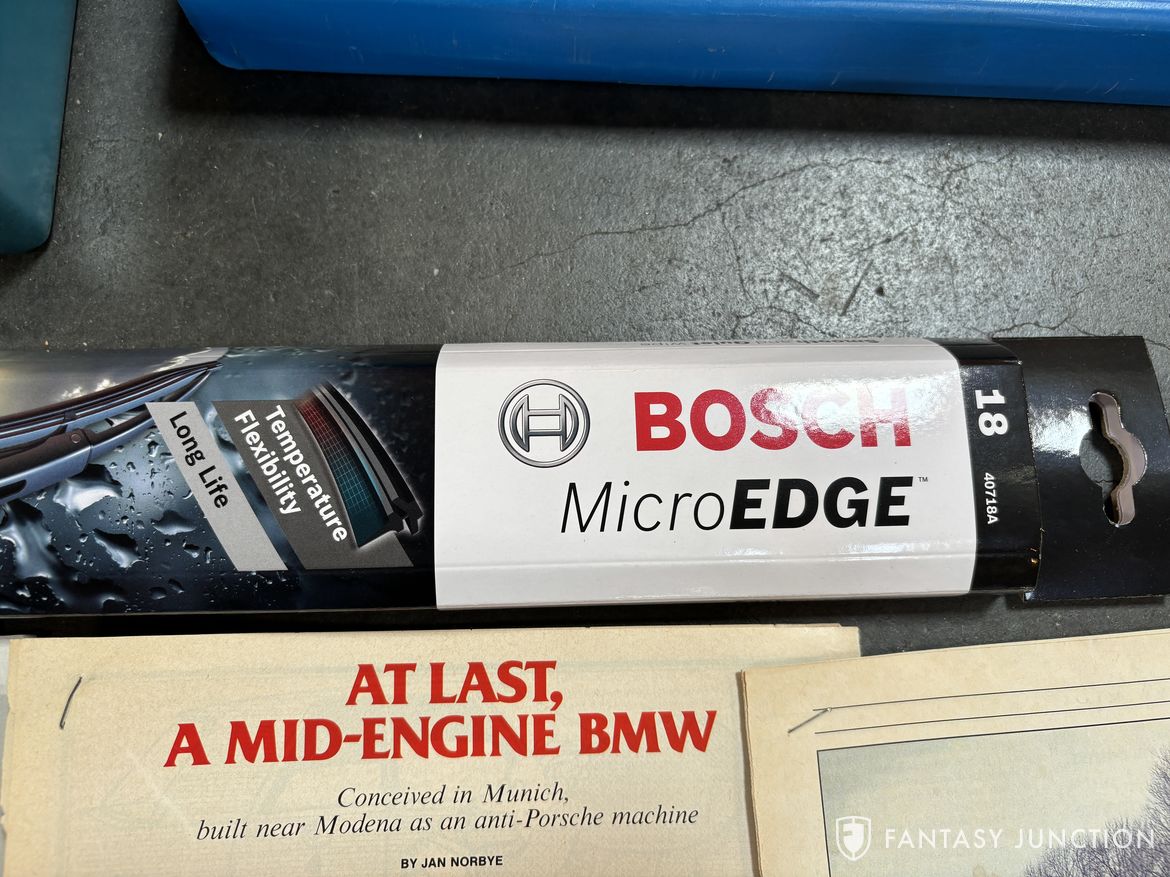 BOSCH
MicroEDGE™
18
40718A
Temperature
Flexibility
Long Life
AT LAST,
A MID-ENGINE BMW
Conceived in Munich,
built near Modena as an anti-Porsche machine
BY JAN NORBYE
FANTASY JUNCTION